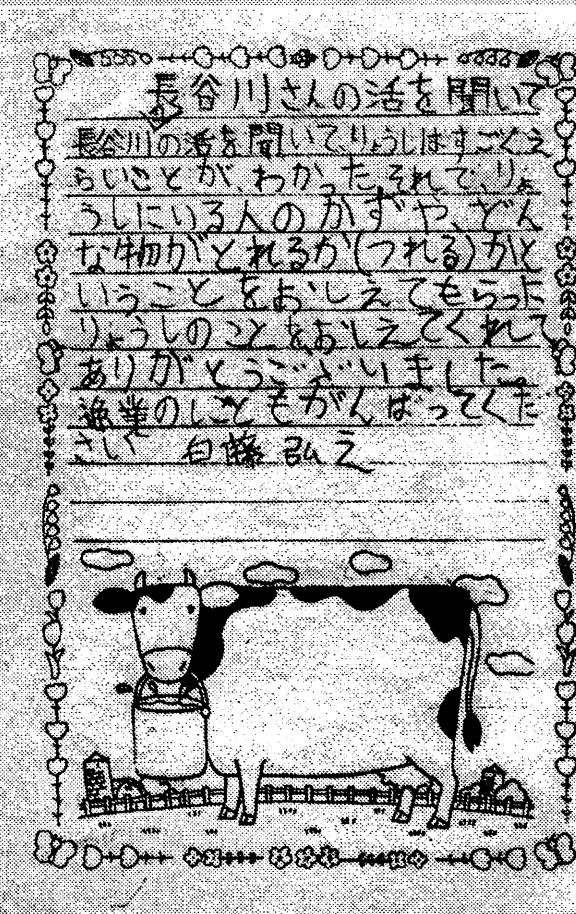 長谷川さんの活を聞いて
長谷川の活を聞いて、りょうしはすごくえ
らいことが、わかった。それで、りょ
うしにいる人のかずや、どん
な物がとれるか(つれる)かと
いうことをおしえてもらった
りょうしのことをおしえてくれて
ありがとうございました。
漁業のしごともがんばってくだ
さい 白藤 弘之